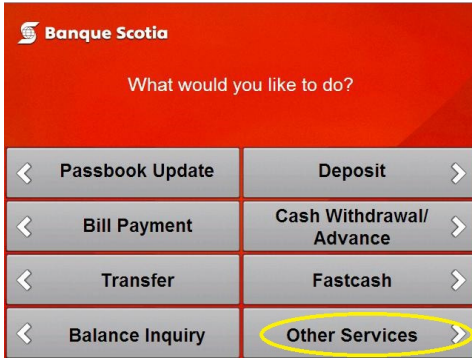 Banque Scotia
What would you like to do?
Passbook Update
Deposit
Bill Payment
Cash Withdrawal/
Advance
Transfer
Fastcash
Balance Inquiry
Other Services